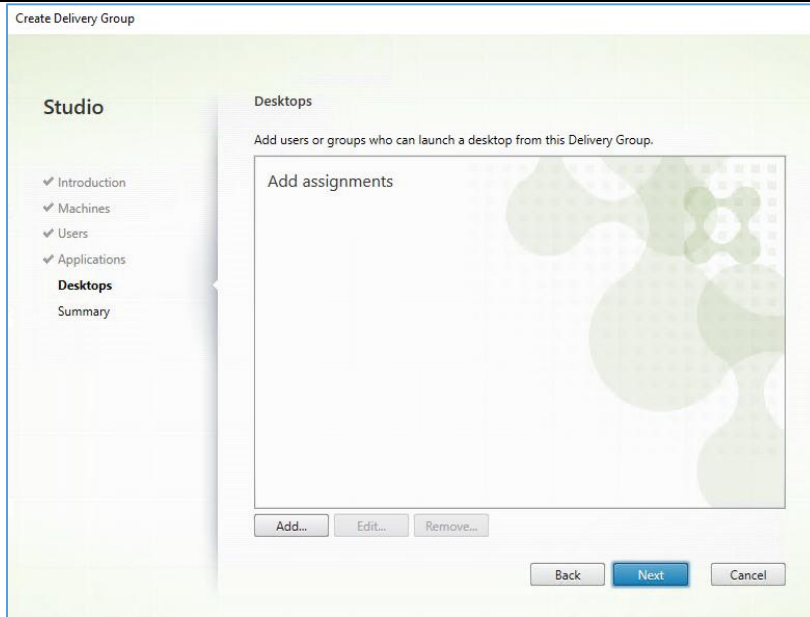 Create Delivery Group
Studio
✔ Introduction
✔ Machines
✔ Users
✔ Applications
Desktops
Summary
Desktops
Add users or groups who can launch a desktop from this Delivery Group.
Add assignments
Add... Edit... Remove...
Back Next Cancel